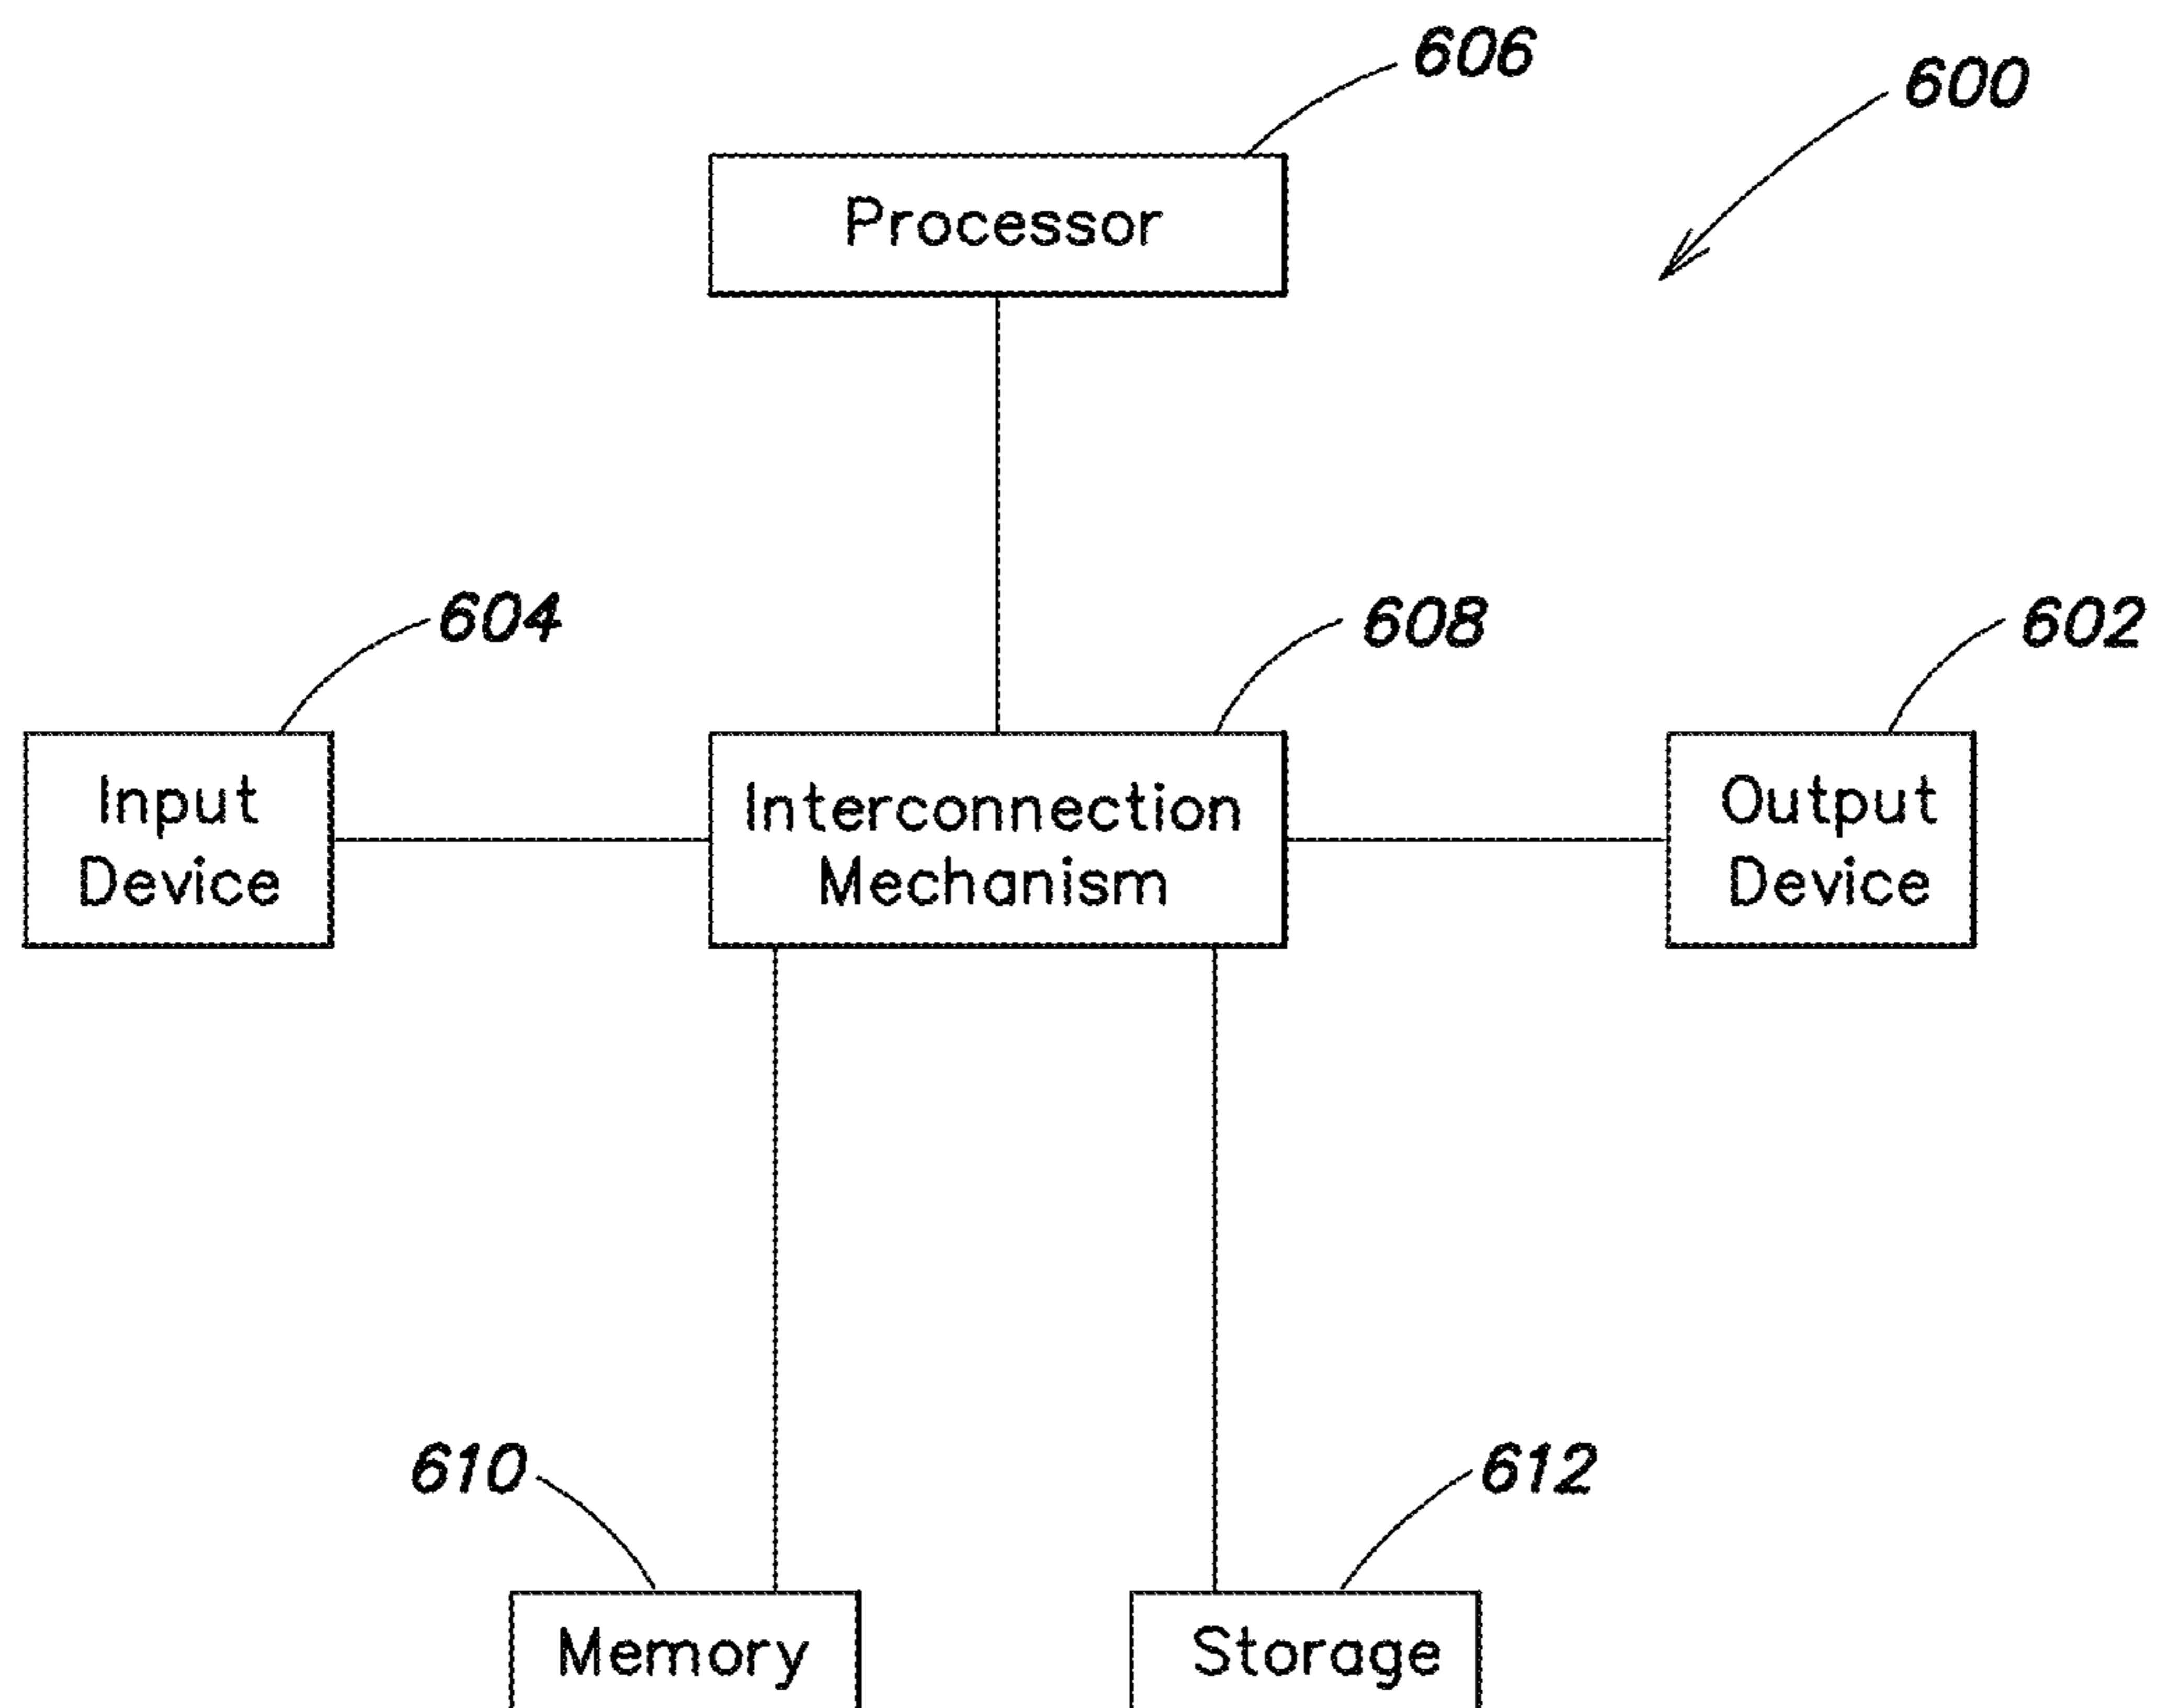 606
600
Processor
604
608
602
Input
Device
Interconnection
Mechanism
Output
Device
610
612
Memory
Storage